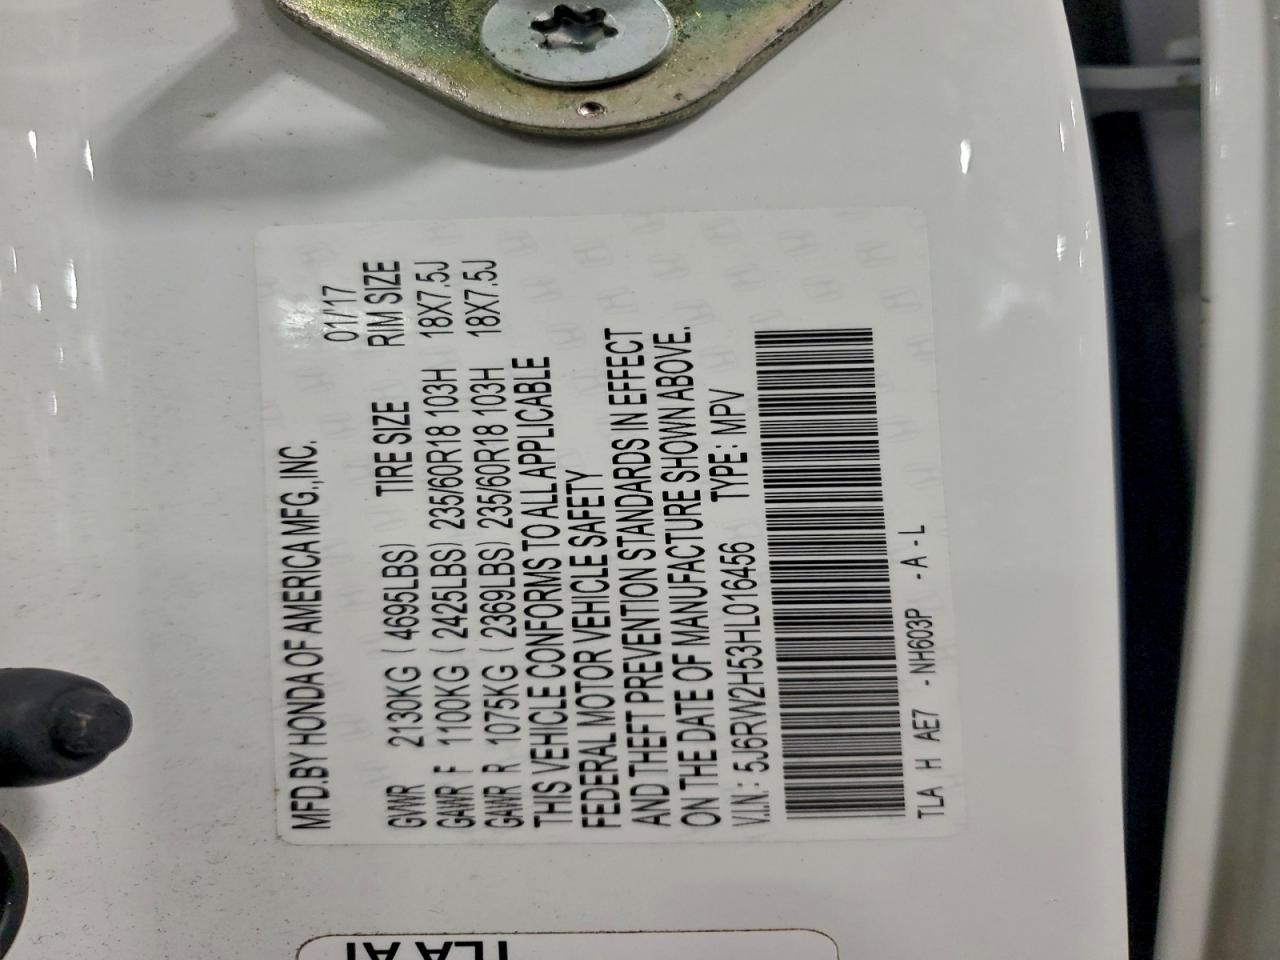 MFD.BY HONDA OF AMERICA MFG.,INC.
01/'17
TIRE SIZE RIM SIZE
GVWR 2130KG ( 4695LBS)
GAWR F 1100KG ( 2425LBS) 235/60R18 103H 18X7.5J
GAWR R 1075KG ( 2369LBS) 235/60R18 103H 18X7.5J
THIS VEHICLE CONFORMS TO ALL APPLICABLE
FEDERAL MOTOR VEHICLE SAFETY
AND THEFT PREVENTION STANDARDS IN EFFECT
ON THE DATE OF MANUFACTURE SHOWN ABOVE.
V.I.N.: 5J6RW2H53HL016456 TYPE: MPV
TLA H AE7 - NH603P - A - L